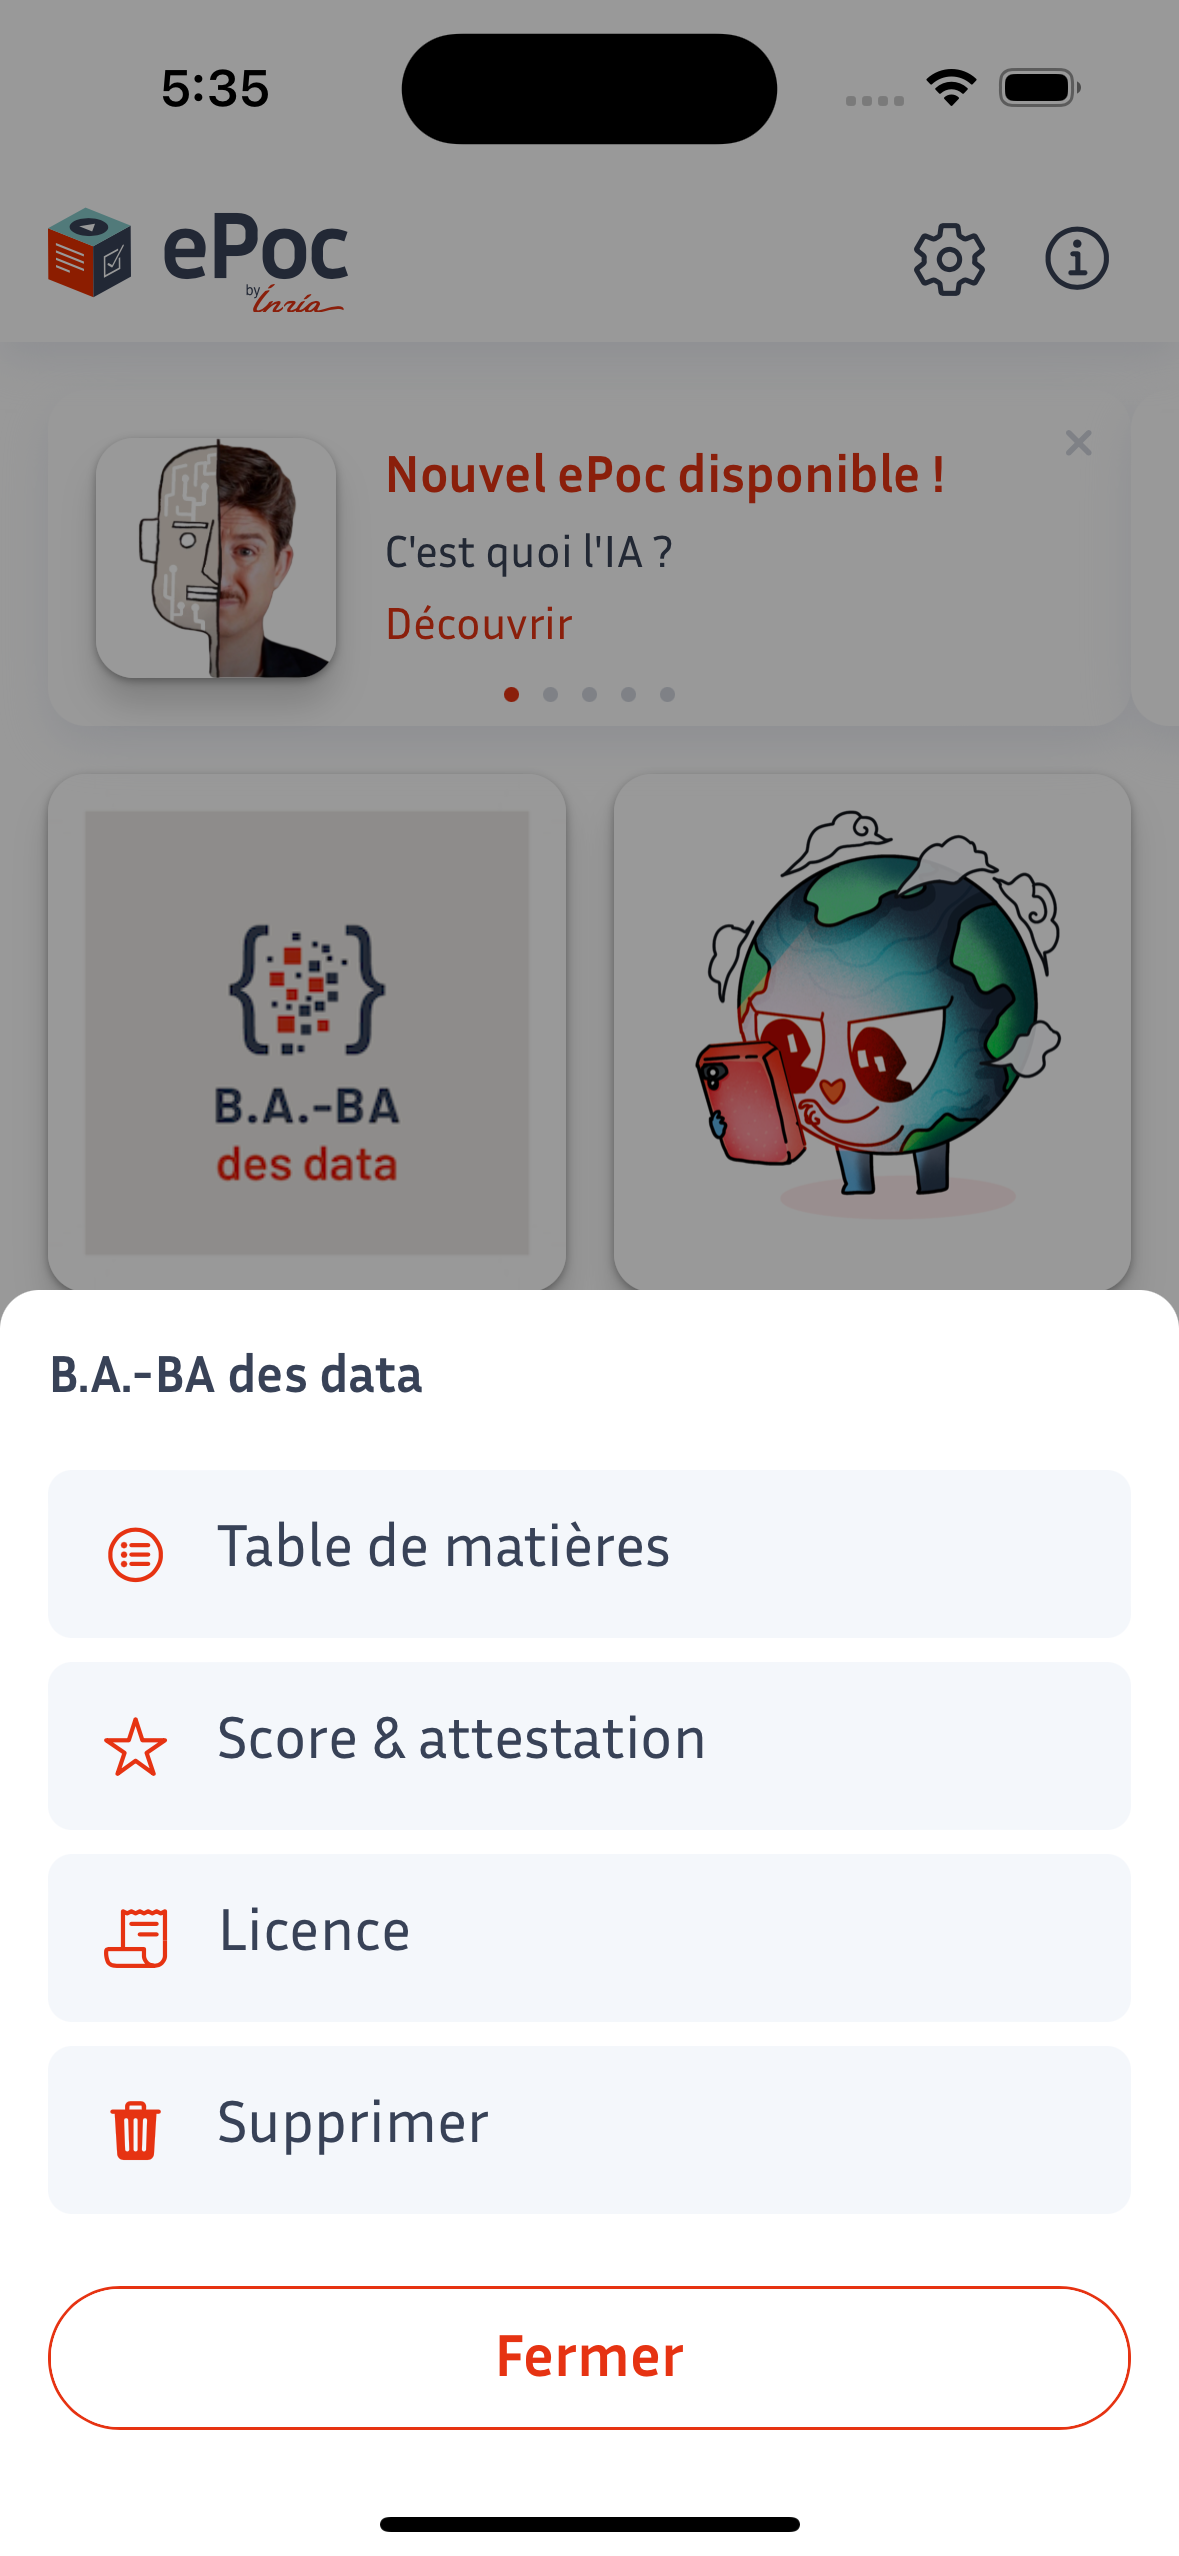 5:35
ePoc
by Inria
Nouvel ePoc disponible !
C'est quoi l'IA ?
Découvrir
B.A.-BA
des data
B.A.-BA des data
Table de matières
Score & attestation
Licence
Supprimer
Fermer